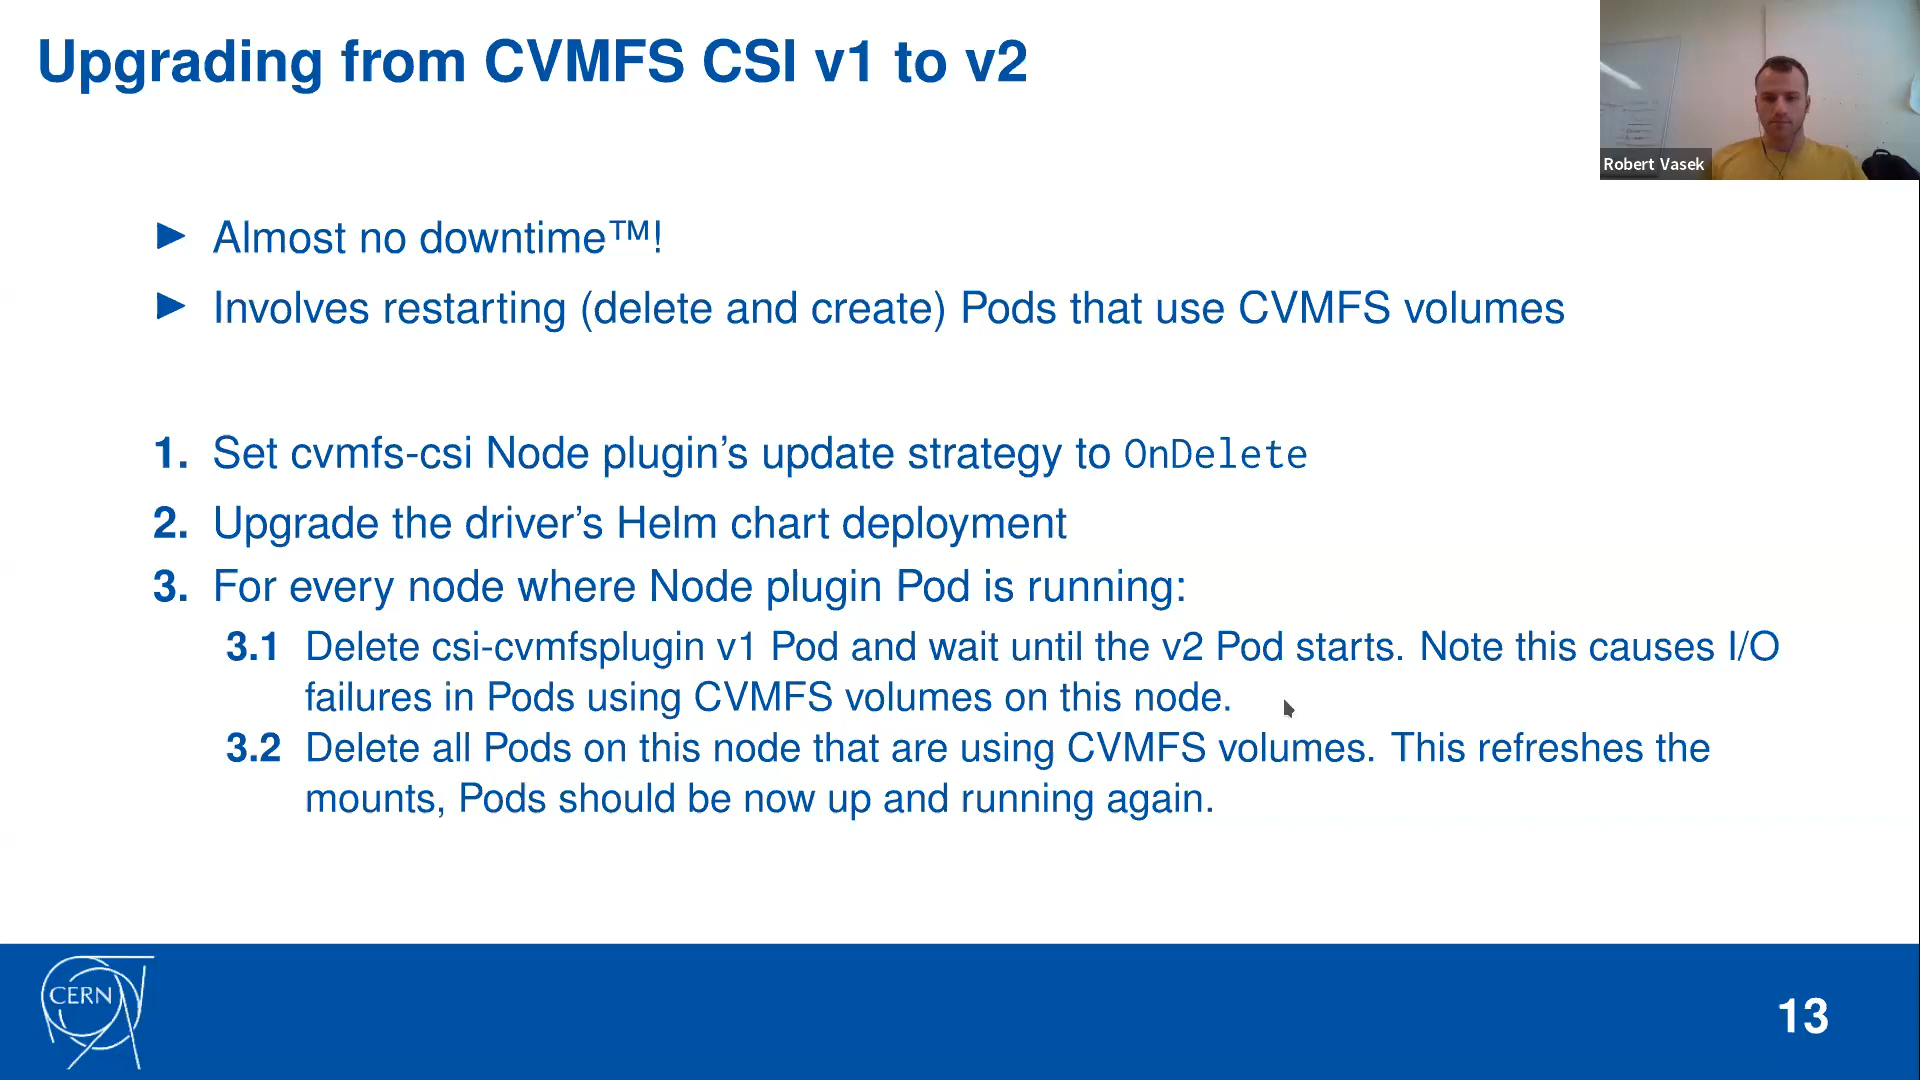 Upgrading from CVMFS CSI v1 to v2
Robert Vasek
► Almost no downtime™!
► Involves restarting (delete and create) Pods that use CVMFS volumes
1. Set cvmfs-csi Node plugin's update strategy to OnDelete
2. Upgrade the driver's Helm chart deployment
3. For every node where Node plugin Pod is running:
3.1 Delete csi-cvmfsplugin v1 Pod and wait until the v2 Pod starts. Note this causes I/O
failures in Pods using CVMFS volumes on this node.
3.2 Delete all Pods on this node that are using CVMFS volumes. This refreshes the
mounts, Pods should be now up and running again.
CERN
13